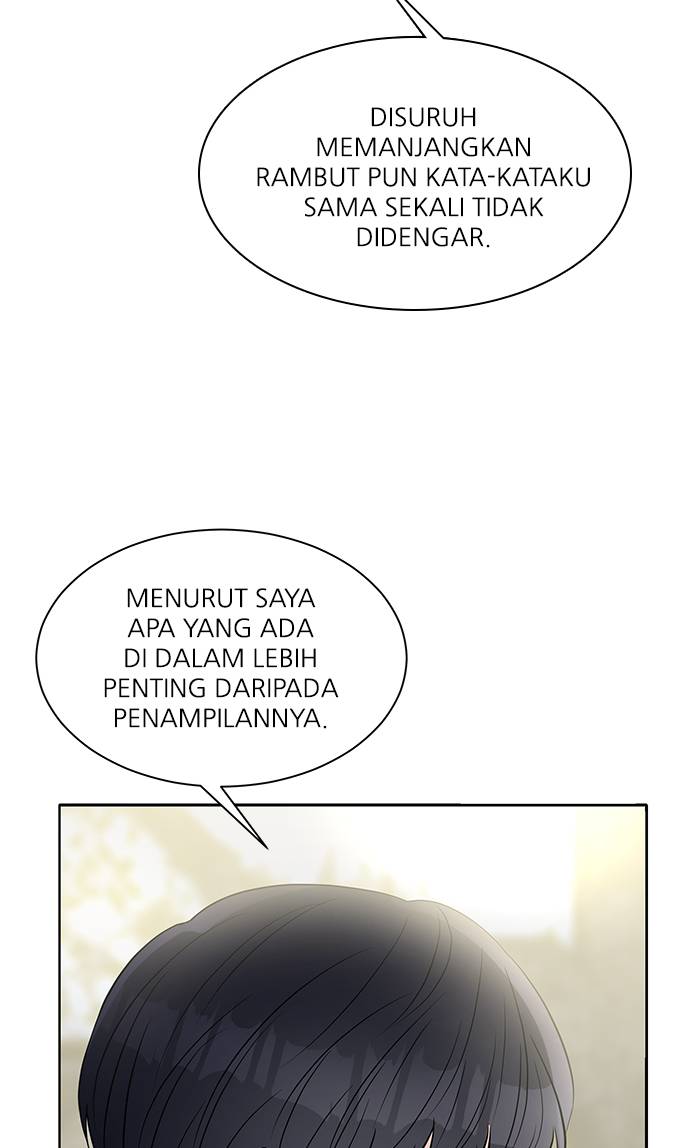 DISURUH
MEMANJANGKAN
RAMBUT PUN KATA-KATAKU
SAMA SEKALI TIDAK
DIDENGAR.
MENURUT SAYA
APA YANG ADA
DI DALAM LEBIH
PENTING DARIPADA
PENAMPILANNYA.